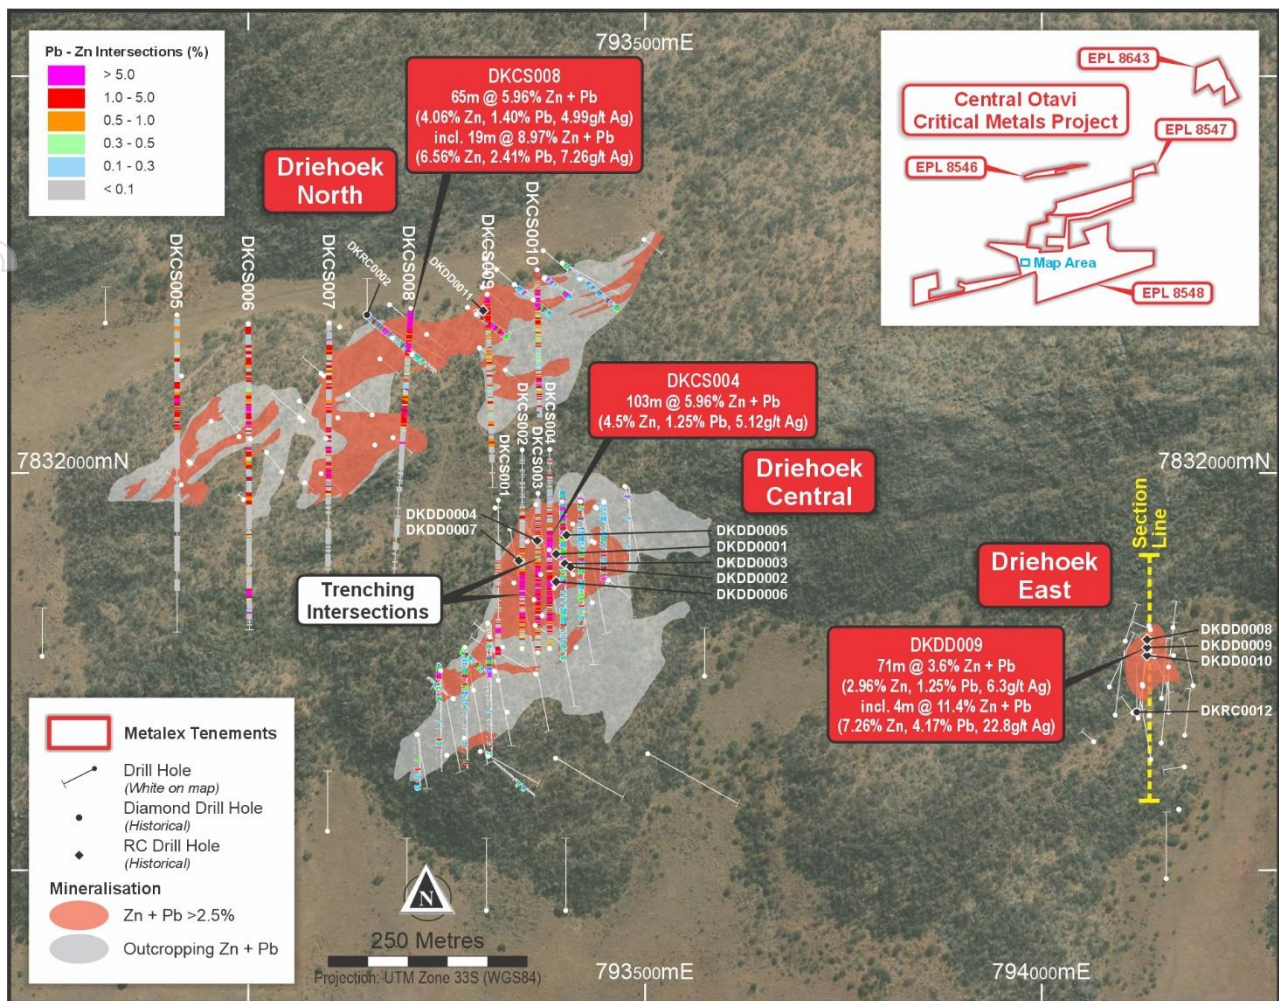 793500mE
Pb - Zn Intersections (%)
> 5.0
1.0 - 5.0
0.5 - 1.0
0.3 - 0.5
0.1 - 0.3
< 0.1
DKCS008
65m @ 5.96% Zn + Pb
(4.06% Zn, 1.40% Pb, 4.99g/t Ag)
incl. 19m @ 8.97% Zn + Pb
(6.56% Zn, 2.41% Pb, 7.26g/t Ag)
Driehoek
North
EPL 8643
Central Otavi
Critical Metals Project
EPL 8547
EPL 8546
Map Area
EPL 8548
DKCS005
DKCS006
DKCS007
DKRC0002
DKCS008
DKDD0011
DKCS009
DKCS0010
DKCS004
103m @ 5.96% Zn + Pb
(4.5% Zn, 1.25% Pb, 5.12g/t Ag)
DKCS001
DKCS002
DKCS003
DKCS004
Driehoek
Central
7832000mN
7832000mN
DKDD0004
DKDD0007
DKDD0005
DKDD0001
DKDD0003
DKDD0002
DKDD0006
Trenching
Intersections
Section
Line
Driehoek
East
DKDD009
71m @ 3.6% Zn + Pb
(2.96% Zn, 1.25% Pb, 6.3g/t Ag)
incl. 4m @ 11.4% Zn + Pb
(7.26% Zn, 4.17% Pb, 22.8g/t Ag)
DKDD0008
DKDD0009
DKDD0010
DKRC0012
Metalex Tenements
Drill Hole
(White on map)
Diamond Drill Hole
(Historical)
RC Drill Hole
(Historical)
Mineralisation
Zn + Pb >2.5%
Outcropping Zn + Pb
N
250 Metres
Projection: UTM Zone 33S (WGS84)
793500mE
794000mE